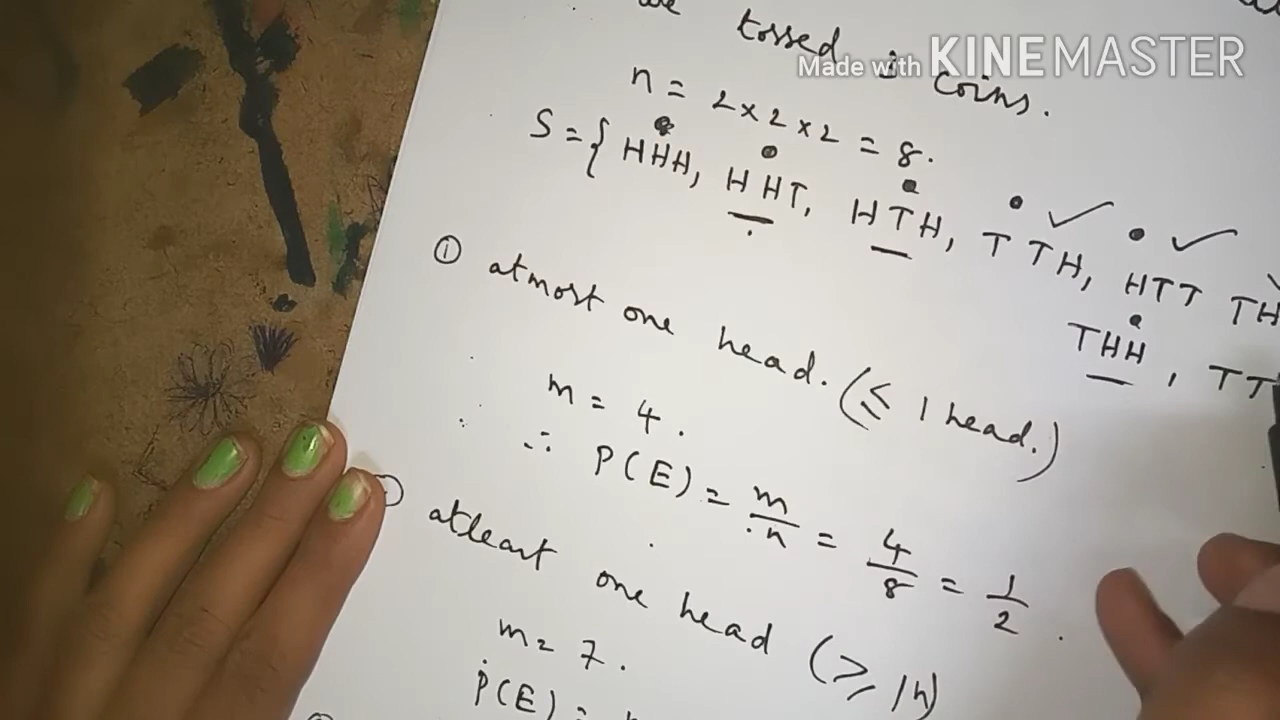 tossed 3 coins.
Made with KINEMASTER
n = 2 × 2 × 2 = 8.
S = { HHH, HHT, HTH, TTH, HTT TH
THH, TT
① atmost one head. (≤ 1 head.)
m = 4.
∴ P(E) = m/n = 4/8 = 1/2.
atleast one head (≥ 1h)
m = 7.
P(E) =